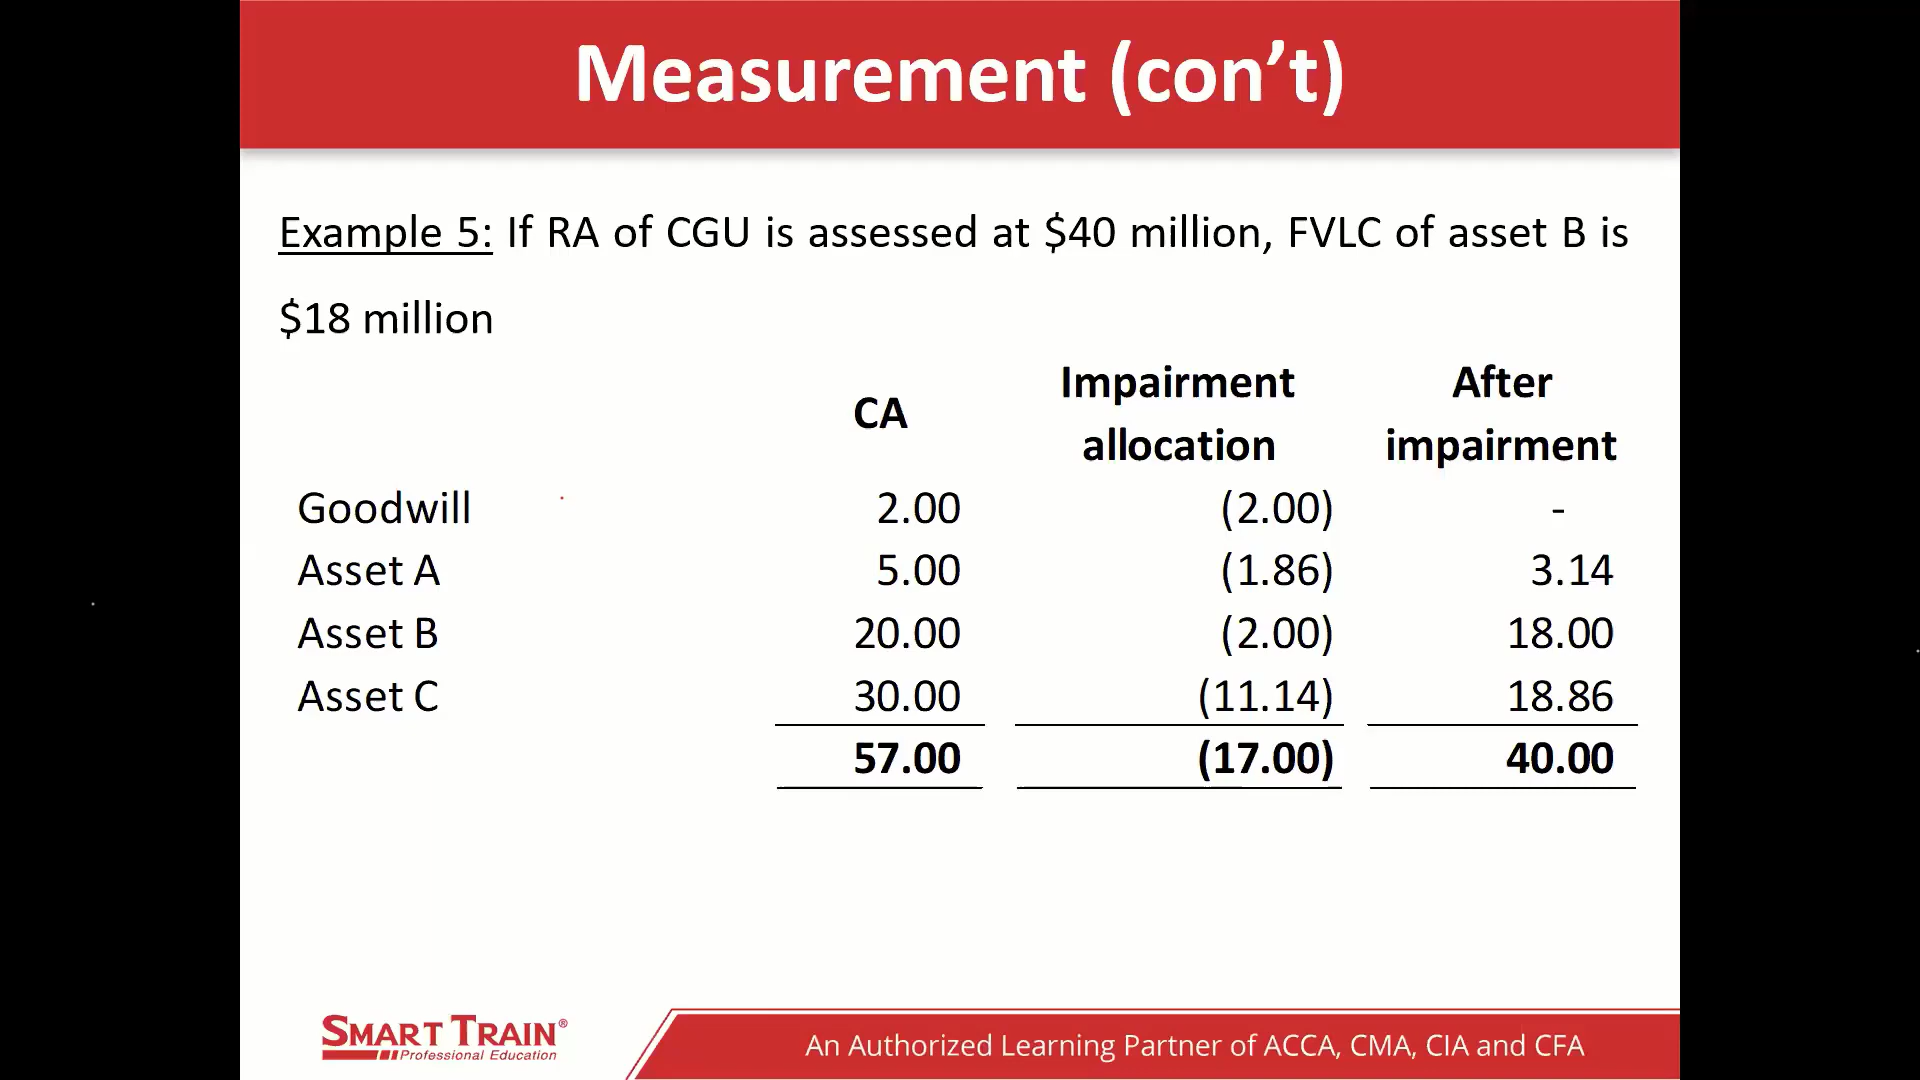 Measurement (con’t)
Example 5: If RA of CGU is assessed at $40 million, FVLC of asset B is
$18 million
CA Impairment allocation After impairment
Goodwill 2.00 (2.00) -
Asset A 5.00 (1.86) 3.14
Asset B 20.00 (2.00) 18.00
Asset C 30.00 (11.14) 18.86
57.00 (17.00) 40.00
SMART TRAIN®
Professional Education
An Authorized Learning Partner of ACCA, CMA, CIA and CFA